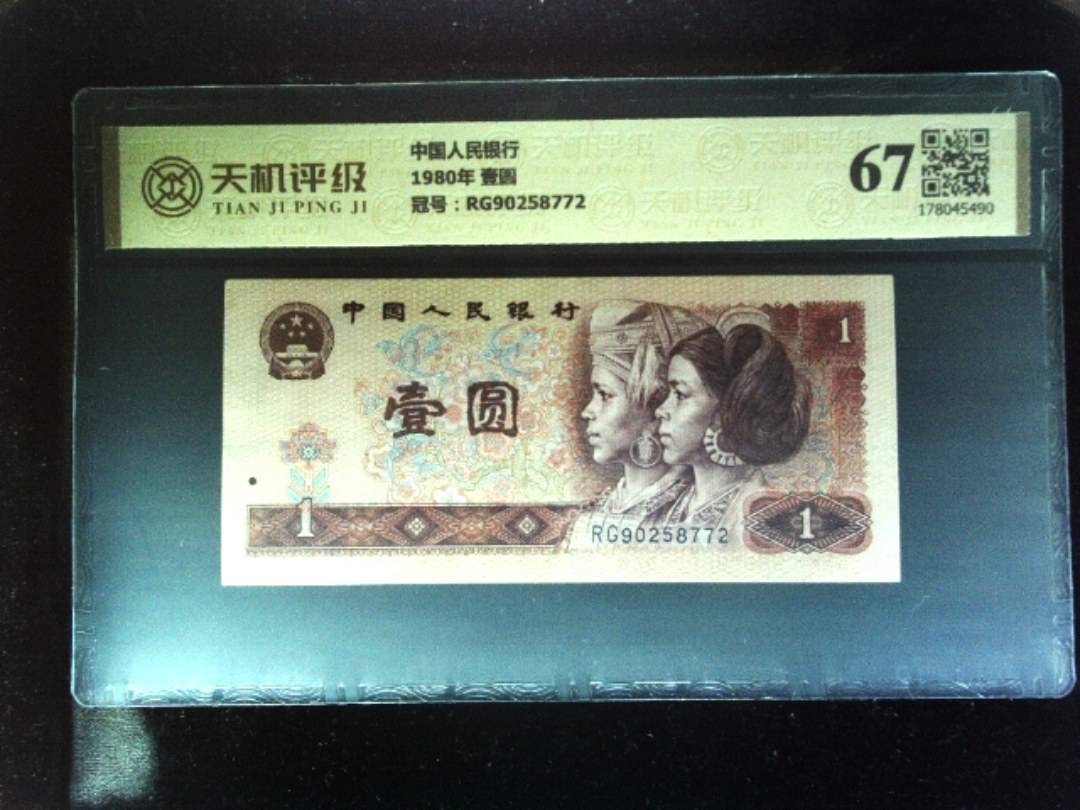 天机评级
TIAN JI PING JI
中国人民银行
1980年 壹圆
冠号：RG90258772
67
178045490
中国人民银行
壹圆
1
1
RG90258772
1